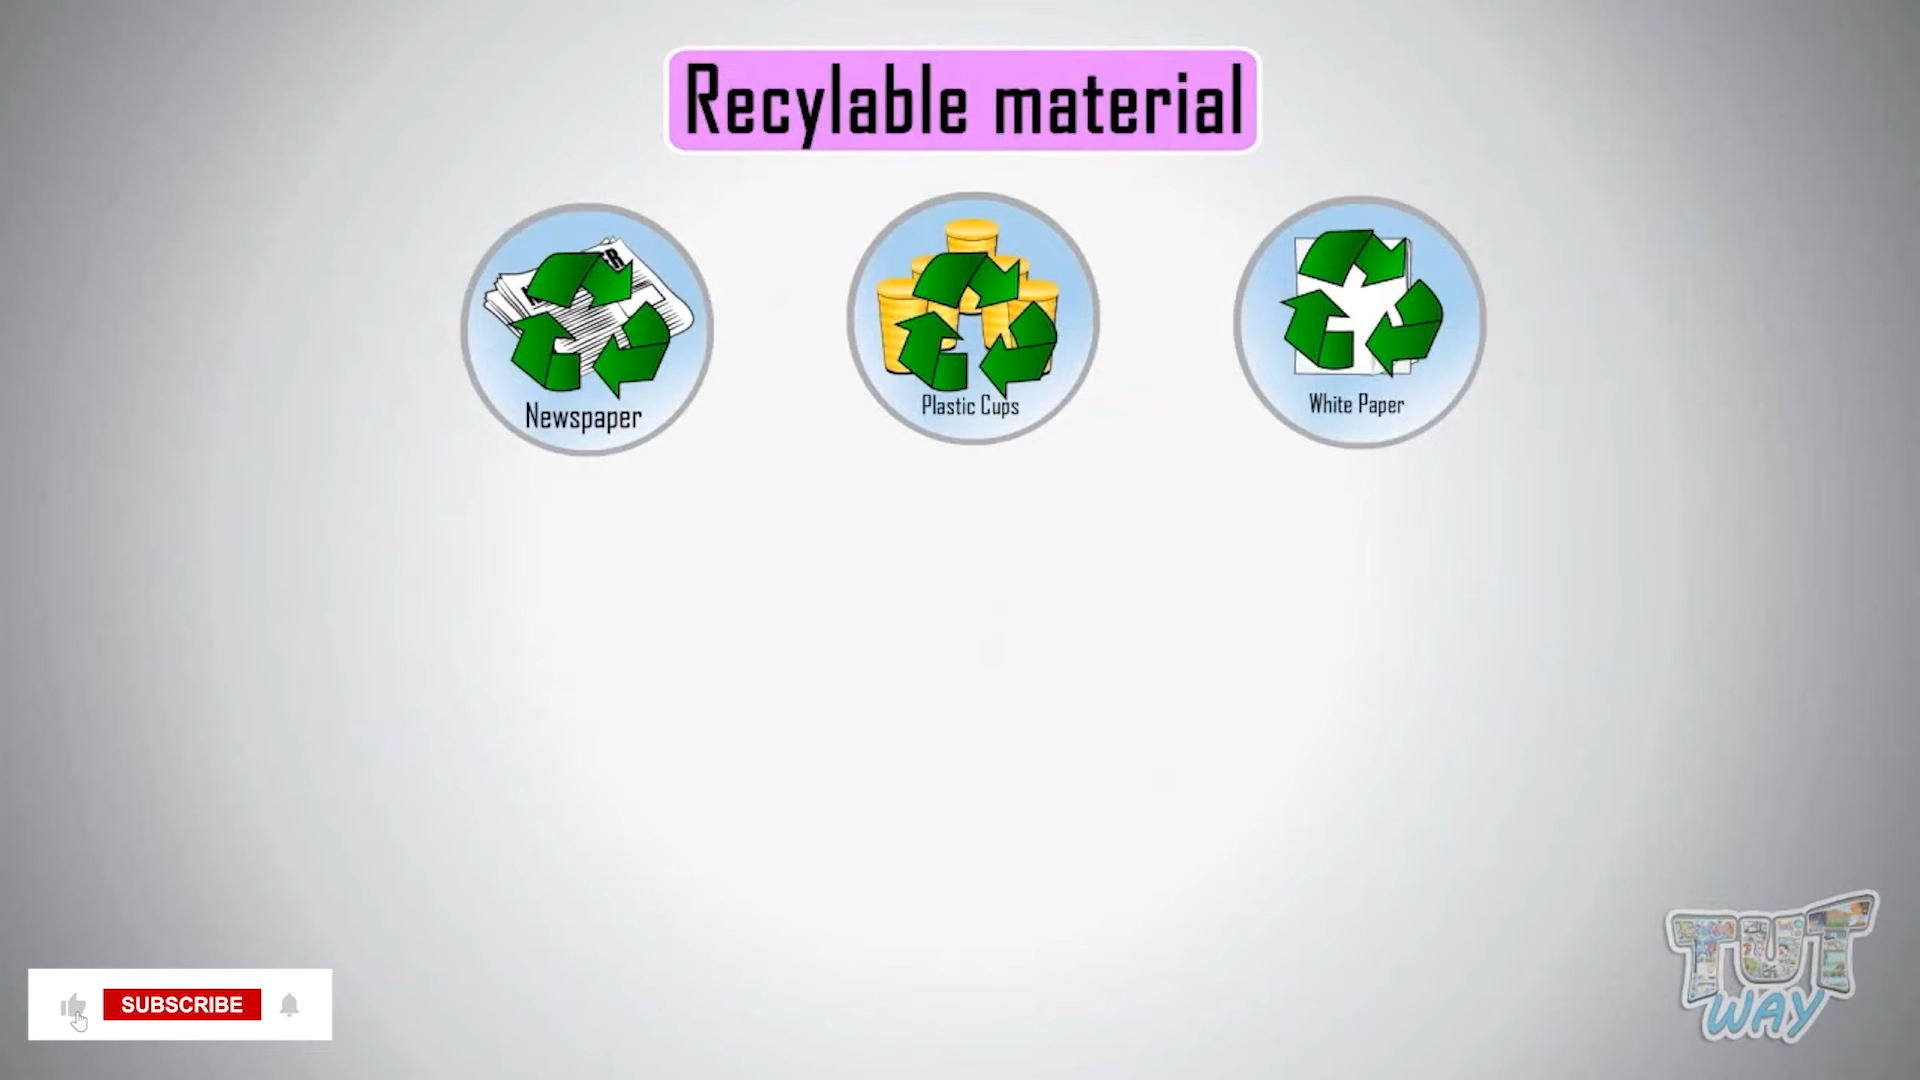 Recylable material
Newspaper
Plastic Cups
White Paper
SUBSCRIBE
TUT
WAY